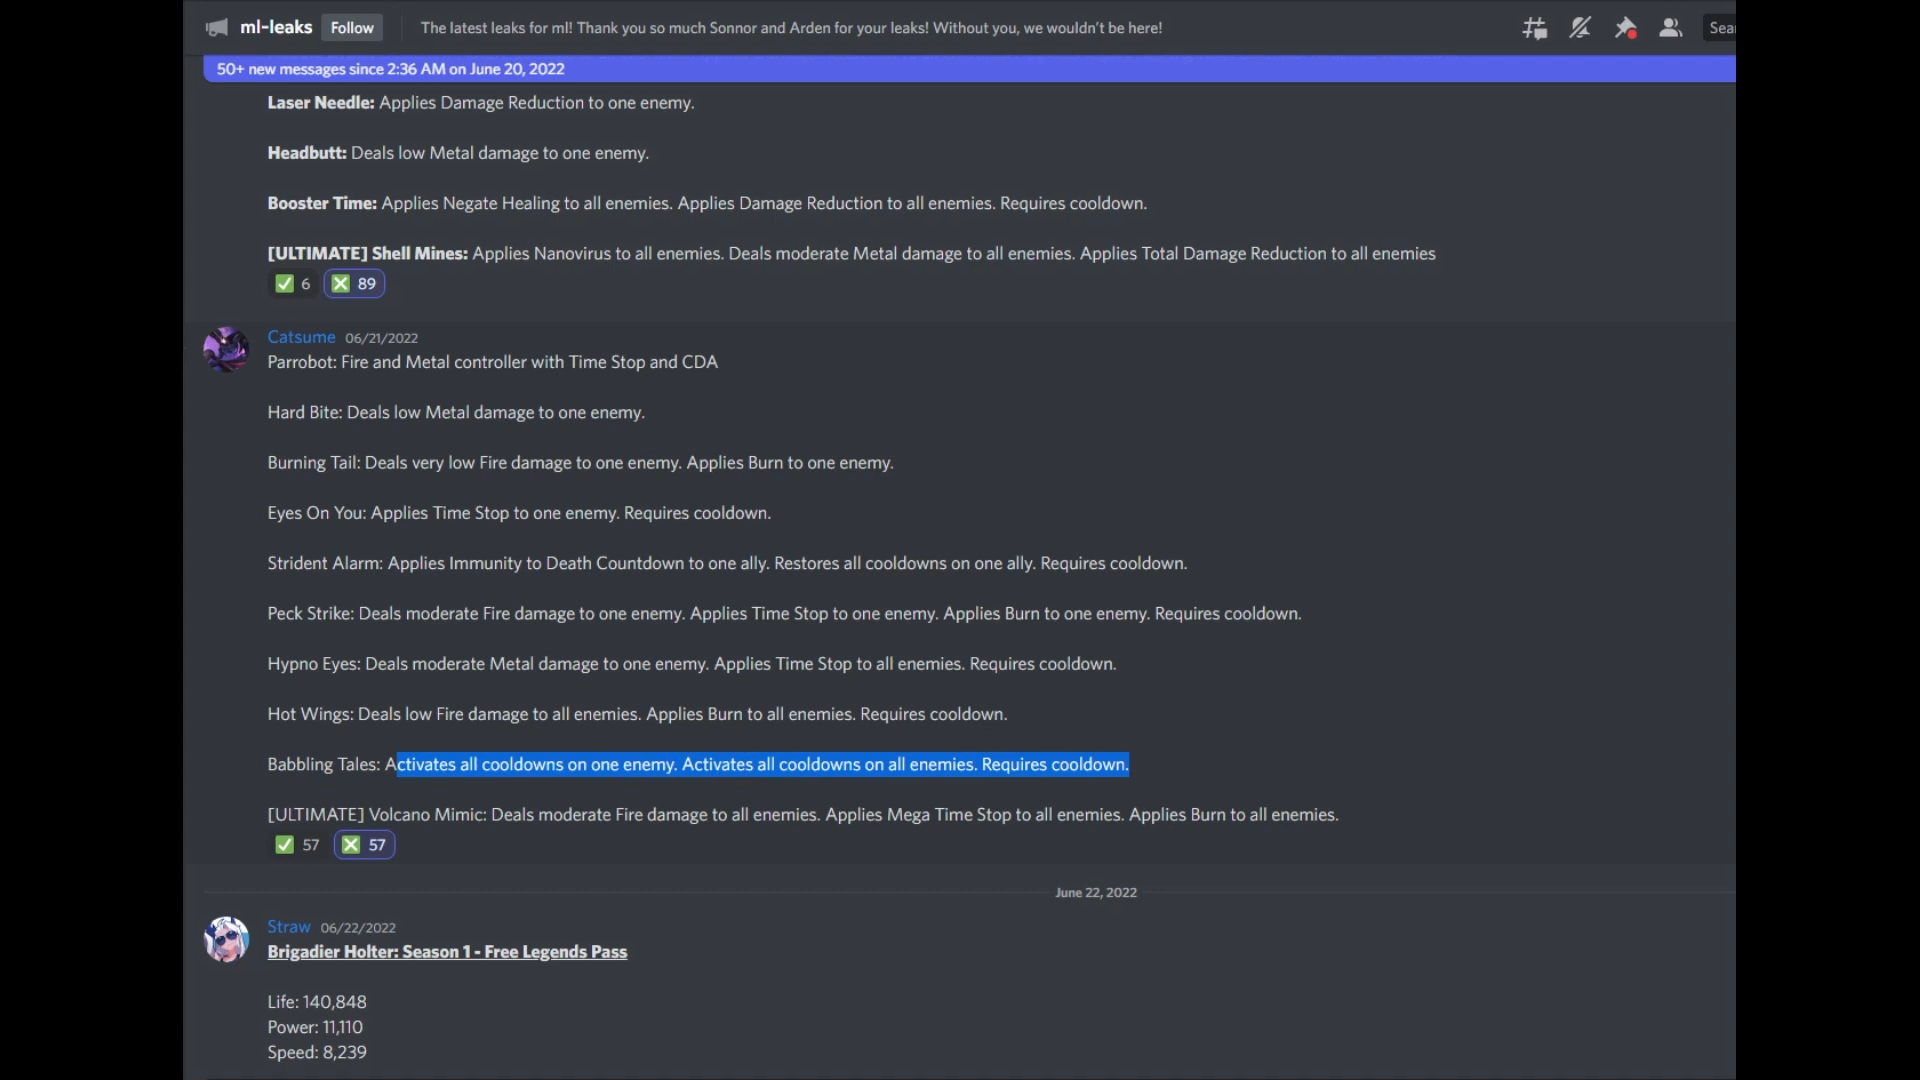 ml-leaks Follow The latest leaks for ml! Thank you so much Sonnor and Arden for your leaks! Without you, we wouldn't be here! Sea
50+ new messages since 2:36 AM on June 20, 2022
Laser Needle: Applies Damage Reduction to one enemy.
Headbutt: Deals low Metal damage to one enemy.
Booster Time: Applies Negate Healing to all enemies. Applies Damage Reduction to all enemies. Requires cooldown.
[ULTIMATE] Shell Mines: Applies Nanovirus to all enemies. Deals moderate Metal damage to all enemies. Applies Total Damage Reduction to all enemies
6 89
Catsume 06/21/2022
Parrobot: Fire and Metal controller with Time Stop and CDA
Hard Bite: Deals low Metal damage to one enemy.
Burning Tail: Deals very low Fire damage to one enemy. Applies Burn to one enemy.
Eyes On You: Applies Time Stop to one enemy. Requires cooldown.
Strident Alarm: Applies Immunity to Death Countdown to one ally. Restores all cooldowns on one ally. Requires cooldown.
Peck Strike: Deals moderate Fire damage to one enemy. Applies Time Stop to one enemy. Applies Burn to one enemy. Requires cooldown.
Hypno Eyes: Deals moderate Metal damage to one enemy. Applies Time Stop to all enemies. Requires cooldown.
Hot Wings: Deals low Fire damage to all enemies. Applies Burn to all enemies. Requires cooldown.
Babbling Tales: Activates all cooldowns on one enemy. Activates all cooldowns on all enemies. Requires cooldown.
[ULTIMATE] Volcano Mimic: Deals moderate Fire damage to all enemies. Applies Mega Time Stop to all enemies. Applies Burn to all enemies.
57 57
June 22, 2022
Straw 06/22/2022
Brigadier Holter: Season 1 - Free Legends Pass
Life: 140,848
Power: 11,110
Speed: 8,239